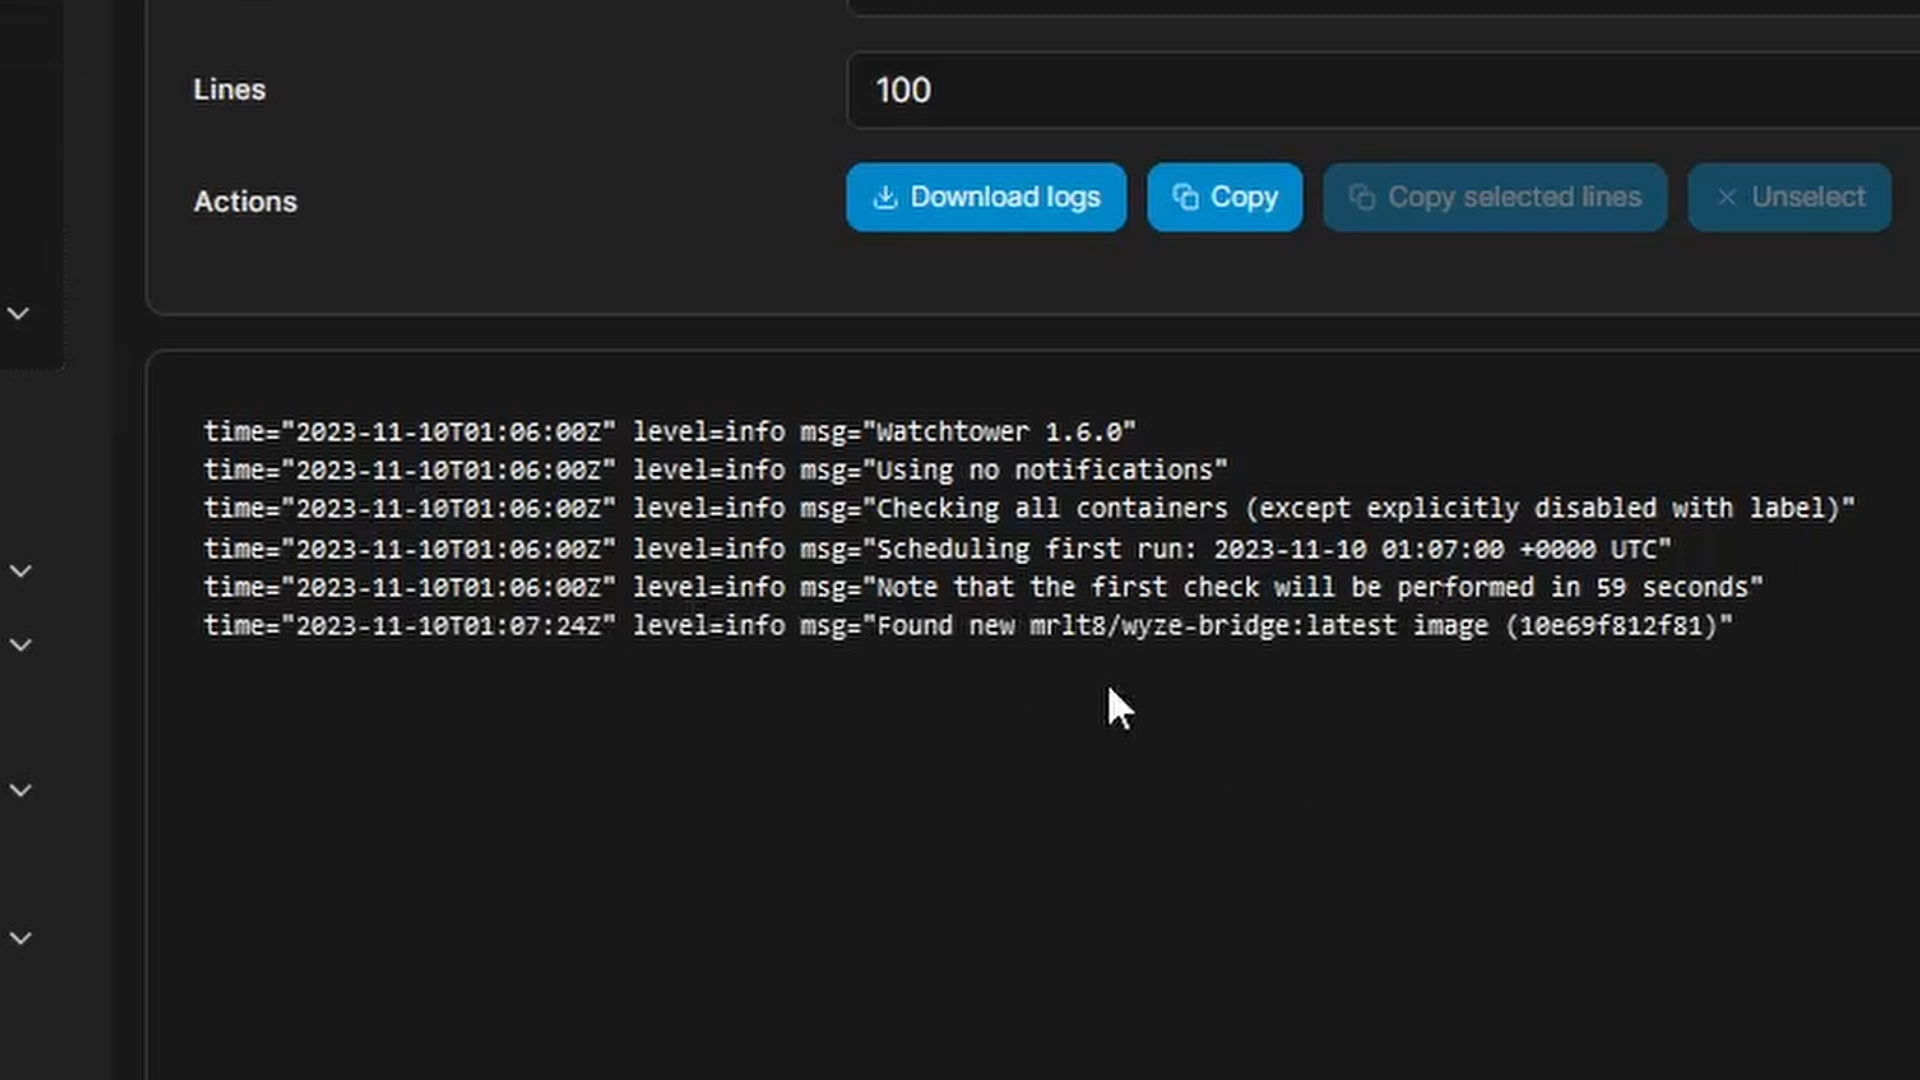 Lines
100
Actions
Download logs
Copy
Copy selected lines
Unselect
time="2023-11-10T01:06:00Z" level=info msg="Watchtower 1.6.0"
time="2023-11-10T01:06:00Z" level=info msg="Using no notifications"
time="2023-11-10T01:06:00Z" level=info msg="Checking all containers (except explicitly disabled with label)"
time="2023-11-10T01:06:00Z" level=info msg="Scheduling first run: 2023-11-10 01:07:00 +0000 UTC"
time="2023-11-10T01:06:00Z" level=info msg="Note that the first check will be performed in 59 seconds"
time="2023-11-10T01:07:24Z" level=info msg="Found new mrlt8/wyze-bridge:latest image (10e69f812f81)"